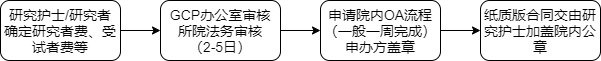 研究护士/研究者
确定研究者费、受
试者费等
GCP办公室审核
所院法务审核
(2-5日)
申请院内OA流程
（一般一周完成）
申办方盖章
纸质版合同交由研
究护士加盖院内公
章